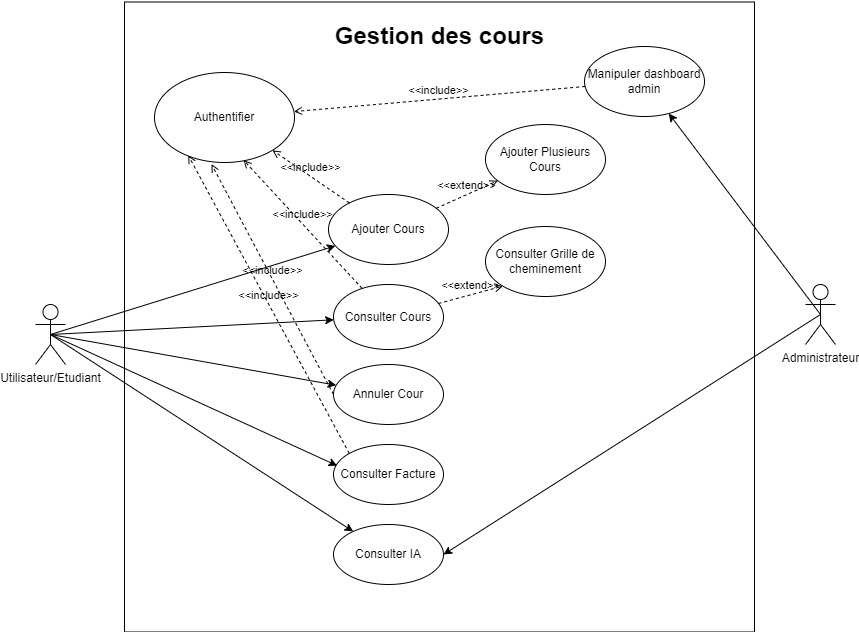 Gestion des cours
Manipuler dashboard
admin
<<include>>
Authentifier
Ajouter Plusieurs
Cours
<<include>>
<<extend>>
<<include>>
Ajouter Cours
Consulter Grille de
cheminement
<<include>>
<<extend>>
<<include>>
Consulter Cours
Utilisateur/Etudiant
Administrateur
Annuler Cour
Consulter Facture
Consulter IA